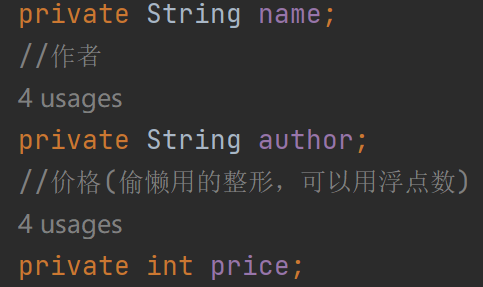 private String name;
//作者
4 usages
private String author;
//价格(偷懒用的整形，可以用浮点数)
4 usages
private int price;